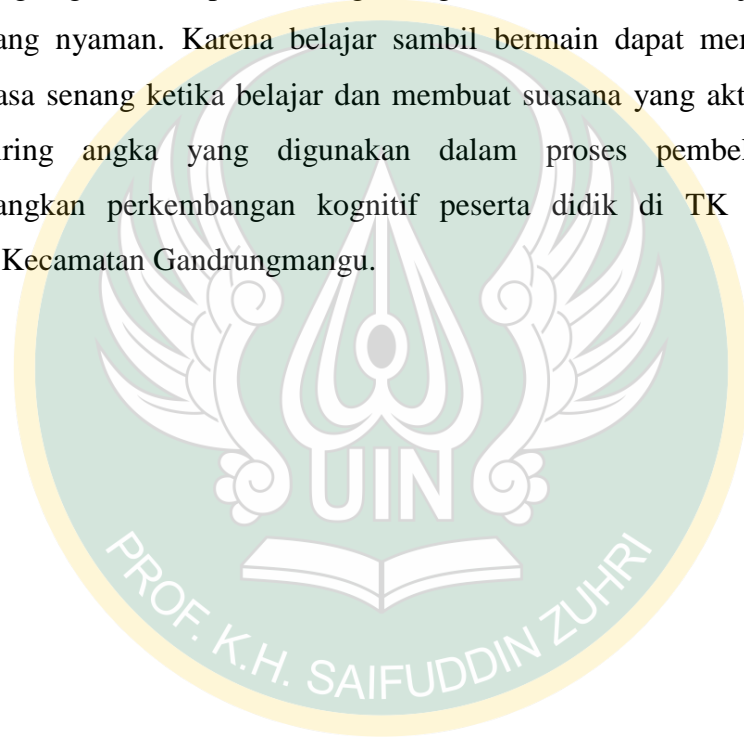 ang nyaman. Karena belajar sambil bermain dapat mer
asa senang ketika belajar dan membuat suasana yang akt
ring angka yang digunakan dalam proses pembel
angkan perkembangan kognitif peserta didik di TK
Kecamatan Gandrungmangu.
UIN
PROF. K.H. SAIFUDDIN ZUHRI